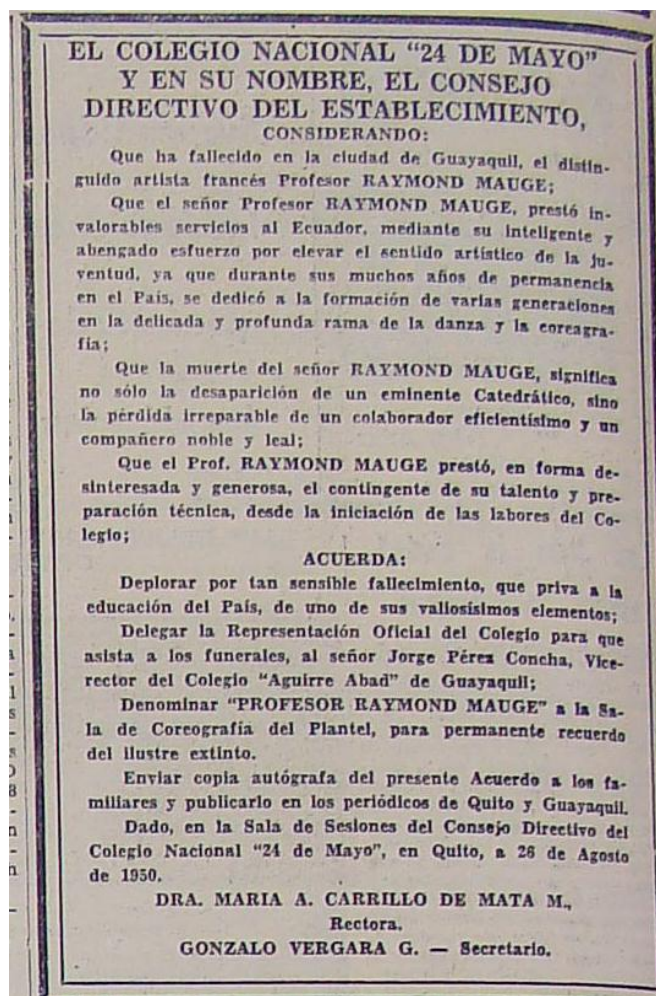 EL COLEGIO NACIONAL "24 DE MAYO"
Y EN SU NOMBRE, EL CONSEJO
DIRECTIVO DEL ESTABLECIMIENTO,
CONSIDERANDO:
Que ha fallecido en la ciudad de Guayaquil, el distin-
guido artista francés Profesor RAYMOND MAUGE;
Que el señor Profesor RAYMOND MAUGE, prestó in-
valorables servicios al Ecuador, mediante su inteligente y
abengado esfuerzo por elevar el sentido artístico de la ju-
ventud, ya que durante sus muchos años de permanencia
en el País, se dedicó a la formación de varias generaciones
en la delicada y profunda rama de la danza y la coreagra-
fía;
Que la muerte del señor RAYMOND MAUGE, significa
no sólo la desaparición de un eminente Catedrático, sino
la pérdida irreparable de un colaborador eficientísimo y un
compañero noble y leal;
Que el Prof. RAYMOND MAUGE prestó, en forma de-
sinteresada y generosa, el contingente de su talento y pre-
paración técnica, desde la iniciación de las labores del Co-
legio;
ACUERDA:
Deplorar por tan sensible fallecimiento, que priva a la
educación del País, de uno de sus valiosísimos elementos;
Delegar la Representación Oficial del Colegio para que
asista a los funerales, al señor Jorge Pérez Concha, Vice-
rector del Colegio "Aguirre Abad" de Guayaquil;
Denominar "PROFESOR RAYMOND MAUGE" a la Sa-
la de Coreografía del Plantel, para permanente recuerdo
del ilustre extinto.
Enviar copia autógrafa del presente Acuerdo a los fa-
miliares y publicarlo en los periódicos de Quito y Guayaquil.
Dado, en la Sala de Sesiones del Consejo Directivo del
Colegio Nacional "24 de Mayo", en Quito, a 26 de Agosto
de 1950.
DRA. MARIA A. CARRILLO DE MATA M.,
Rectora.
GONZALO VERGARA G. — Secretario.